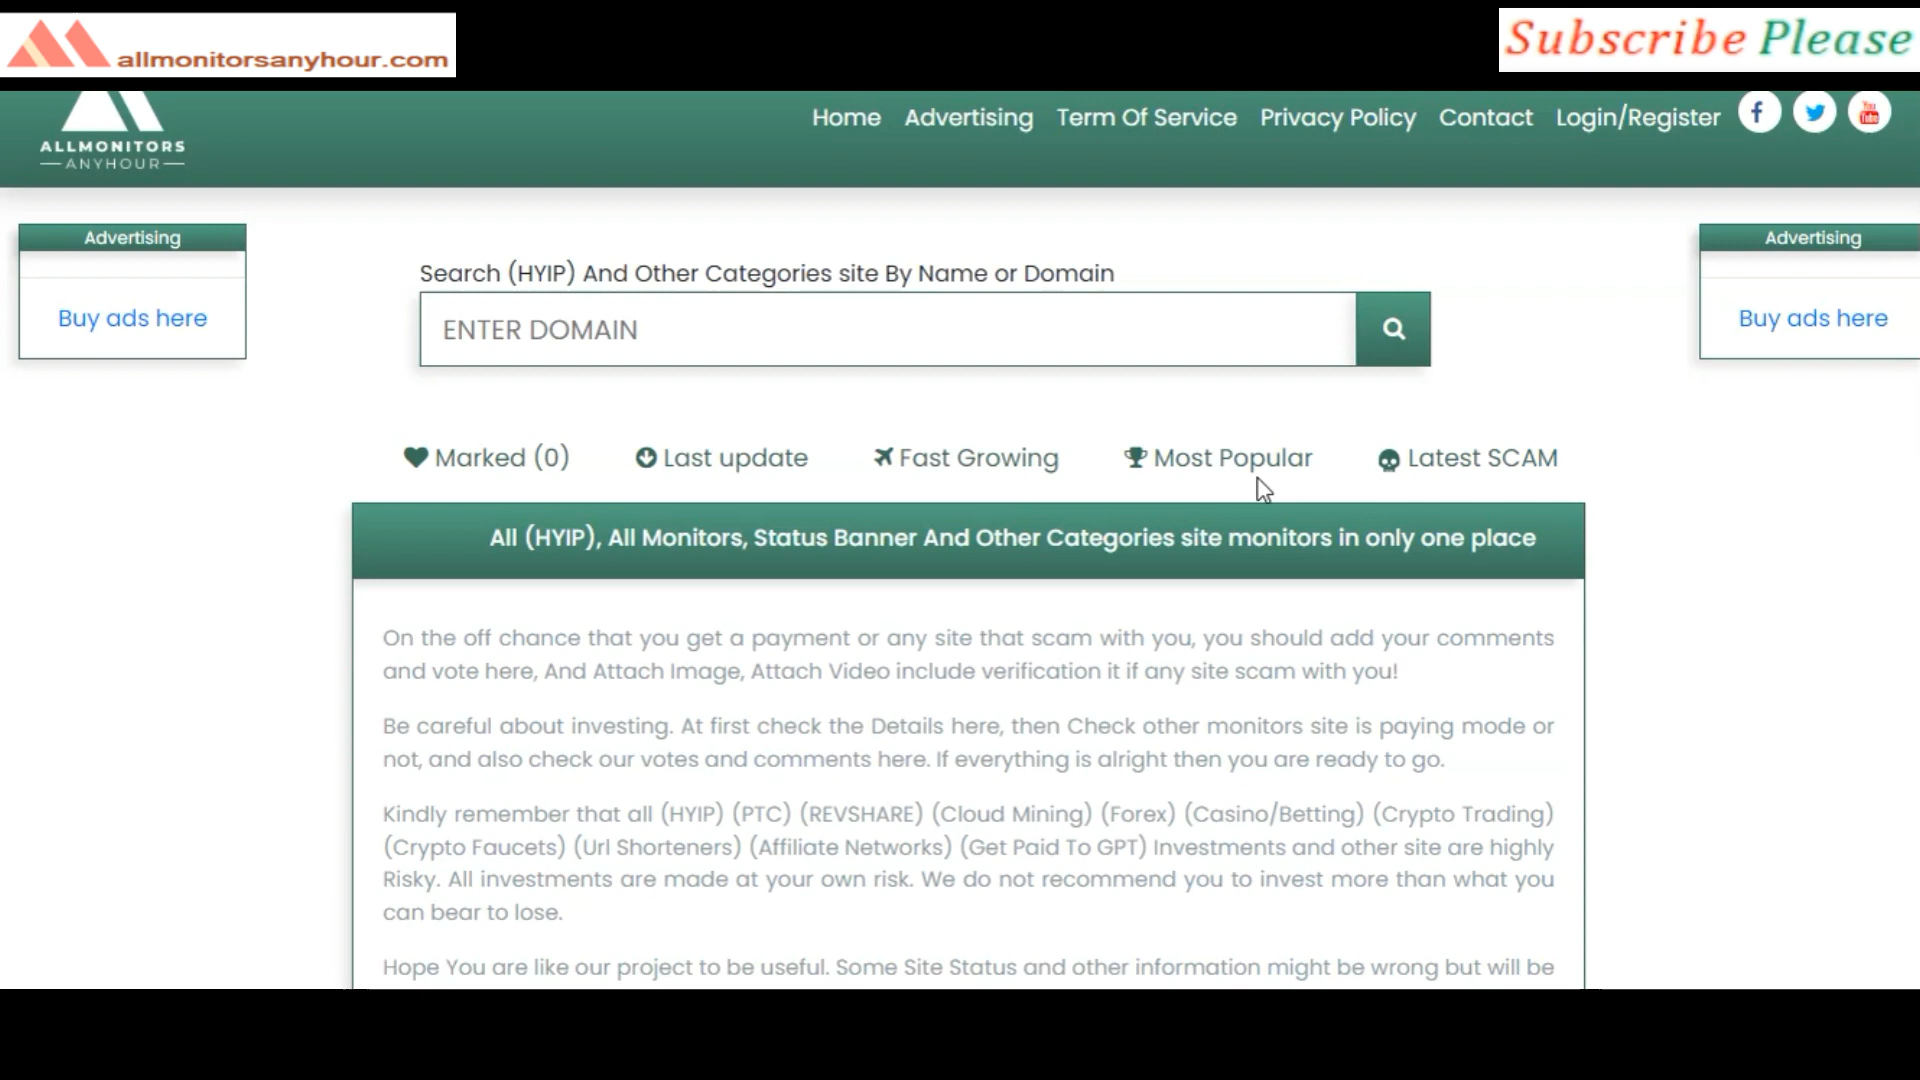 allmonitorsanyhour.com
Subscribe Please
ALLMONITORS
ANYHOUR
Home Advertising Term Of Service Privacy Policy Contact Login/Register
You
Tube
Advertising
Buy ads here
Advertising
Buy ads here
Search (HYIP) And Other Categories site By Name or Domain
ENTER DOMAIN
Marked (0) Last update Fast Growing Most Popular Latest SCAM
All (HYIP), All Monitors, Status Banner And Other Categories site monitors in only one place
On the off chance that you get a payment or any site that scam with you, you should add your comments
and vote here, And Attach Image, Attach Video include verification it if any site scam with you!
Be careful about investing. At first check the Details here, then Check other monitors site is paying mode or
not, and also check our votes and comments here. If everything is alright then you are ready to go.
Kindly remember that all (HYIP) (PTC) (REVSHARE) (Cloud Mining) (Forex) (Casino/Betting) (Crypto Trading)
(Crypto Faucets) (Url Shorteners) (Affiliate Networks) (Get Paid To GPT) Investments and other site are highly
Risky. All investments are made at your own risk. We do not recommend you to invest more than what you
can bear to lose.
Hope You are like our project to be useful. Some Site Status and other information might be wrong but will be